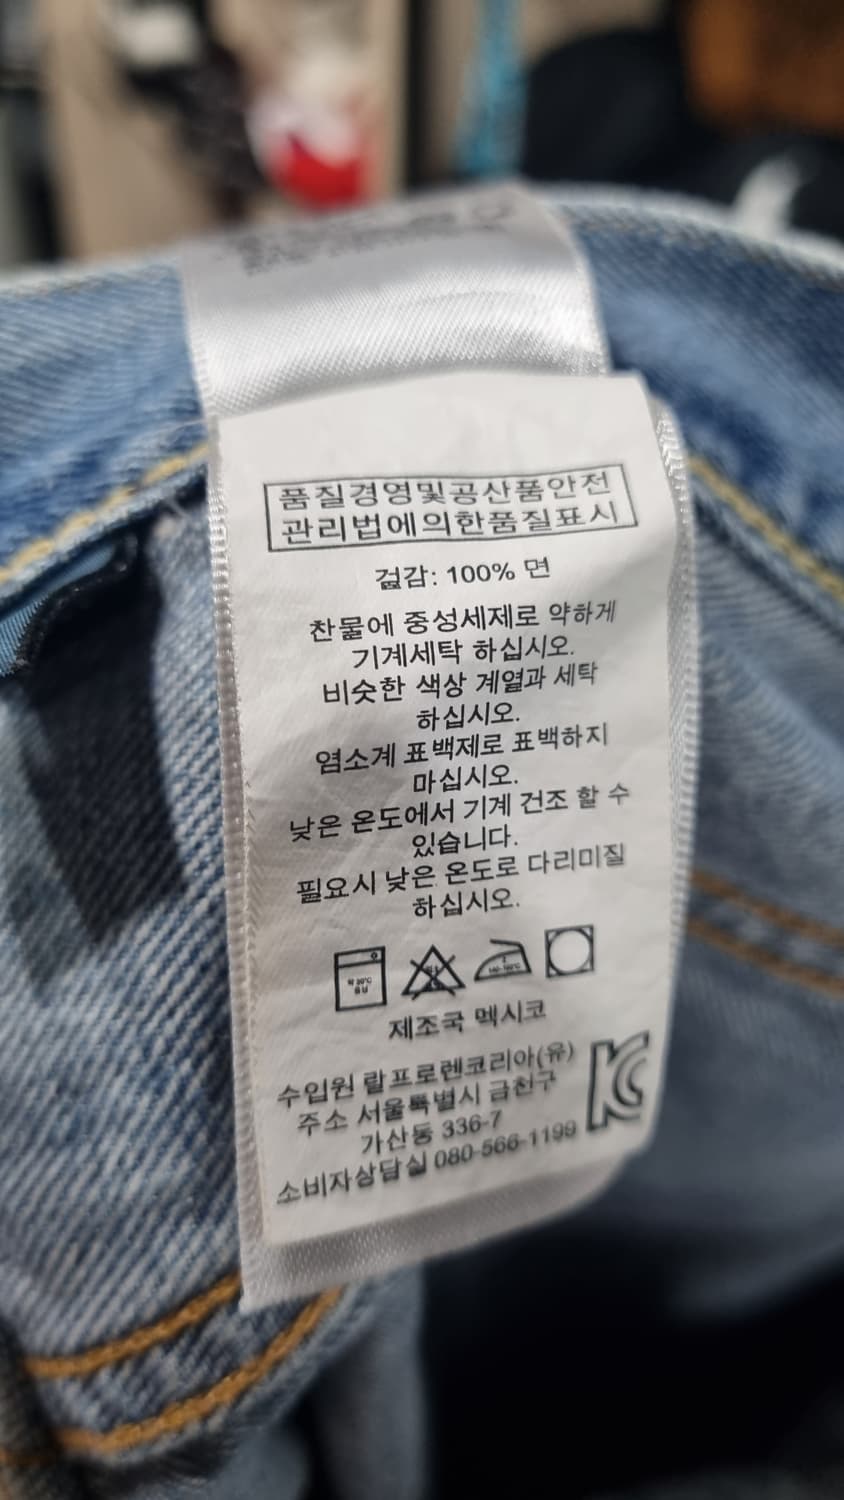 품질경영및공산품안전
관리법에의한품질표시
겉감: 100% 면
찬물에 중성세제로 약하게
기계세탁 하십시오.
비슷한 색상 계열과 세탁
하십시오.
염소계 표백제로 표백하지
마십시오.
낮은 온도에서 기계 건조 할 수
있습니다.
필요시 낮은 온도로 다리미질
하십시오.
제조국 멕시코
수입원 랄프로렌코리아(유)
주소 서울특별시 금천구
가산동 336-7
소비자상담실 080-566-1199
KC